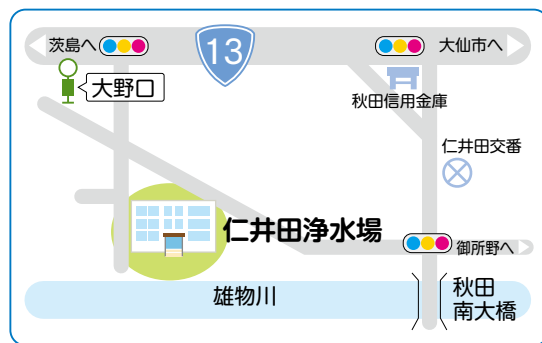 茨島へ
13
大仙市へ
大野口
秋田信用金庫
仁井田交番
仁井田浄水場
御所野へ
雄物川
秋田
南大橋